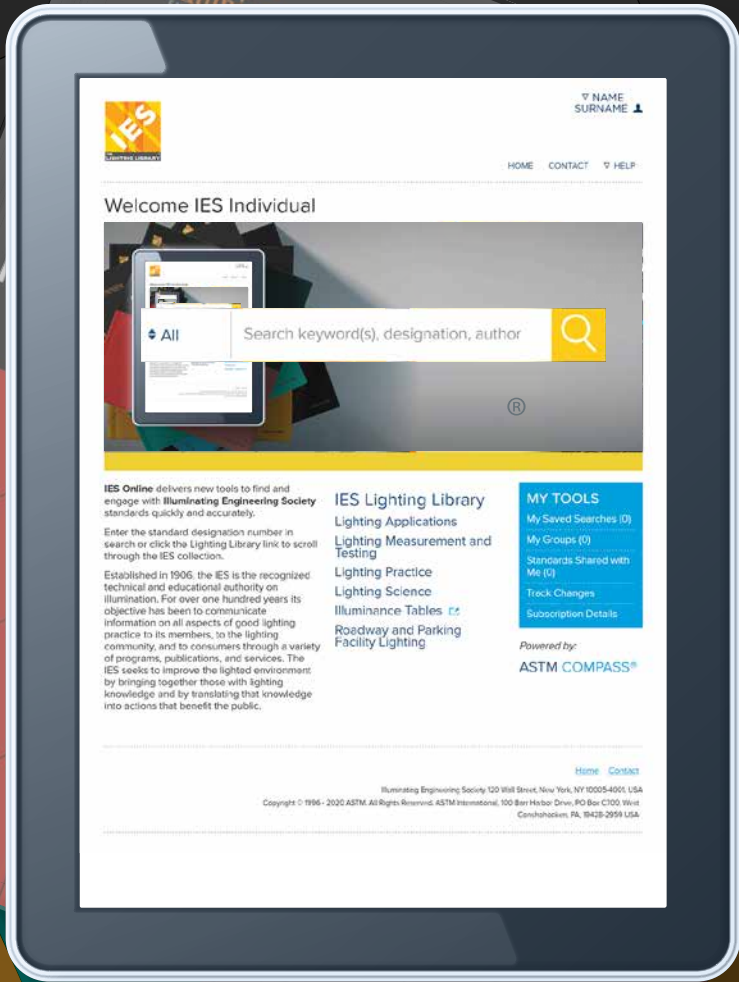 IES
THE
LIGHTING LIBRARY
▽ NAME
SURNAME
HOME CONTACT ▽ HELP
Welcome IES Individual
All
Search keyword(s), designation, author
®
IES Online delivers new tools to find and
engage with Illuminating Engineering Society
standards quickly and accurately.
Enter the standard designation number in
search or click the Lighting Library link to scroll
through the IES collection.
Established in 1906, the IES is the recognized
technical and educational authority on
illumination. For over one hundred years its
objective has been to communicate
information on all aspects of good lighting
practice to its members, to the lighting
community, and to consumers through a variety
of programs, publications, and services. The
IES seeks to improve the lighted environment
by bringing together those with lighting
knowledge and by translating that knowledge
into actions that benefit the public.
IES Lighting Library
Lighting Applications
Lighting Measurement and
Testing
Lighting Practice
Lighting Science
Illuminance Tables
Roadway and Parking
Facility Lighting
MY TOOLS
My Saved Searches (0)
My Groups (0)
Standards Shared with
Me (0)
Track Changes
Subscription Details
Powered by:
ASTM COMPASS®
Home Contact
Illuminating Engineering Society 120 Wall Street, New York, NY 10005-4001, USA
Copyright © 1996 - 2020 ASTM. All Rights Reserved. ASTM International, 100 Barr Harbor Drive, PO Box C700, West
Conshohocken, PA, 19428-2959 USA